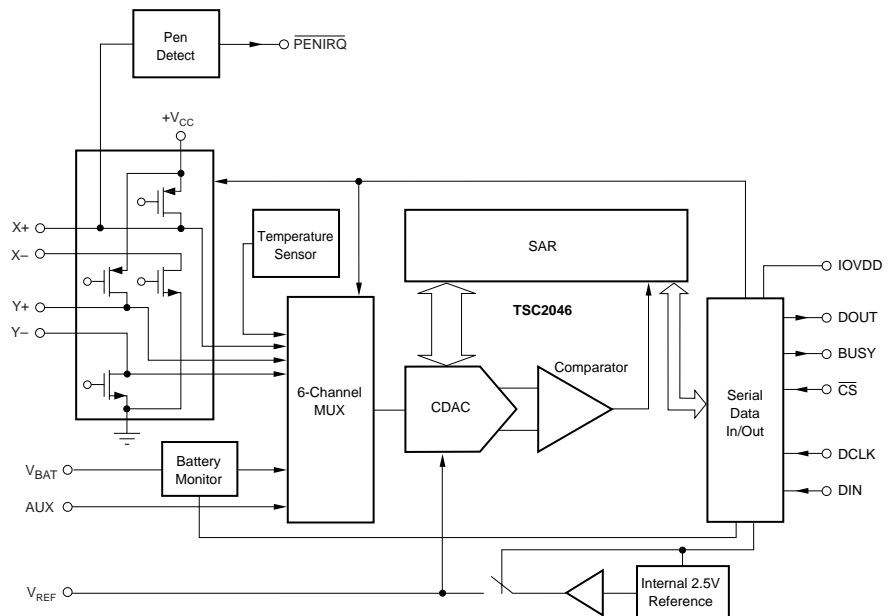 Pen
Detect
PENIRQ
+VCC
X+
X–
Y+
Y–
Temperature
Sensor
SAR
TSC2046
IOVDD
DOUT
BUSY
CS
DCLK
DIN
6-Channel
MUX
CDAC
Comparator
Serial
Data
In/Out
VBAT
Battery
Monitor
AUX
VREF
Internal 2.5V
Reference